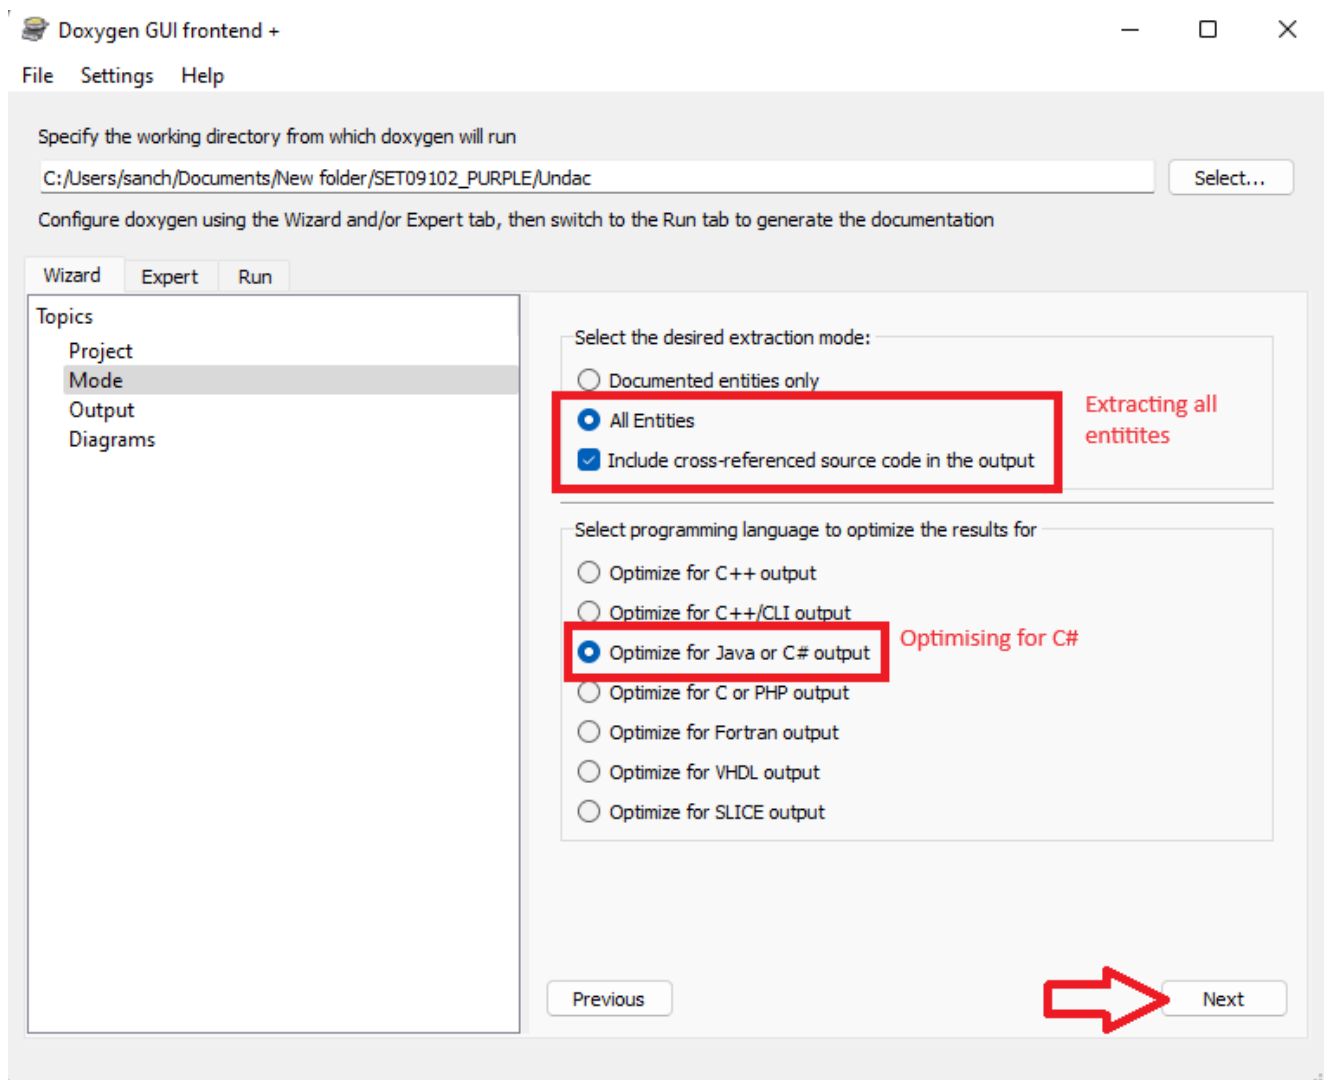 Doxygen GUI frontend +
File Settings Help
Specify the working directory from which doxygen will run
C:/Users/sanch/Documents/New folder/SET09102_PURPLE/Undac
Select...
Configure doxygen using the Wizard and/or Expert tab, then switch to the Run tab to generate the documentation
Wizard Expert Run
Topics
Project
Mode
Output
Diagrams
Select the desired extraction mode:
Documented entities only
All Entities
Include cross-referenced source code in the output
Extracting all
entitites
Select programming language to optimize the results for
Optimize for C++ output
Optimize for C++/CLI output
Optimize for Java or C# output
Optimising for C#
Optimize for C or PHP output
Optimize for Fortran output
Optimize for VHDL output
Optimize for SLICE output
Previous
Next